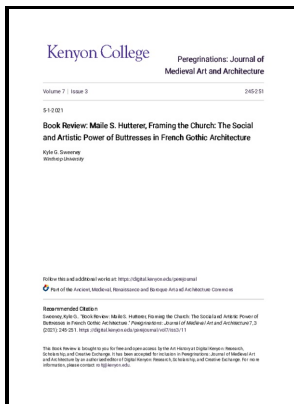 Kenyon College
Peregrinations: Journal of
Medieval Art and Architecture
Volume 7 | Issue 3
245-251
5-1-2021
Book Review: Maile S. Hutterer, Framing the Church: The Social
and Artistic Power of Buttresses in French Gothic Architecture
Kyle G. Sweeney
Winthrop University
Follow this and additional works at: https://digital.kenyon.edu/perejournal
Part of the Ancient, Medieval, Renaissance and Baroque Art and Architecture Commons
Recommended Citation
Sweeney, Kyle G.. "Book Review: Maile S. Hutterer, Framing the Church: The Social and Artistic Power of
Buttresses in French Gothic Architecture." Peregrinations: Journal of Medieval Art and Architecture 7, 3
(2021): 245-251. https://digital.kenyon.edu/perejournal/vol7/iss3/11
This Book Review is brought to you for free and open access by the Art History at Digital Kenyon: Research,
Scholarship, and Creative Exchange. It has been accepted for inclusion in Peregrinations: Journal of Medieval Art
and Architecture by an authorized editor of Digital Kenyon: Research, Scholarship, and Creative Exchange. For more
information, please contact